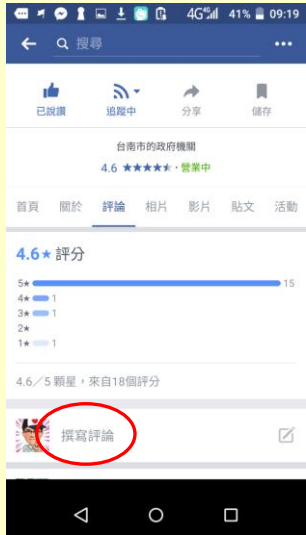 4G 41% 09:19
搜尋
已說讚 追蹤中 分享 儲存
台南市的政府機關
4.6 ★★★★★・營業中
首頁 關於 評論 相片 影片 貼文 活動
4.6★ 評分
5★ 15
4★ 1
3★ 1
2★
1★ 1
4.6／5 顆星，來自18個評分
撰寫評論